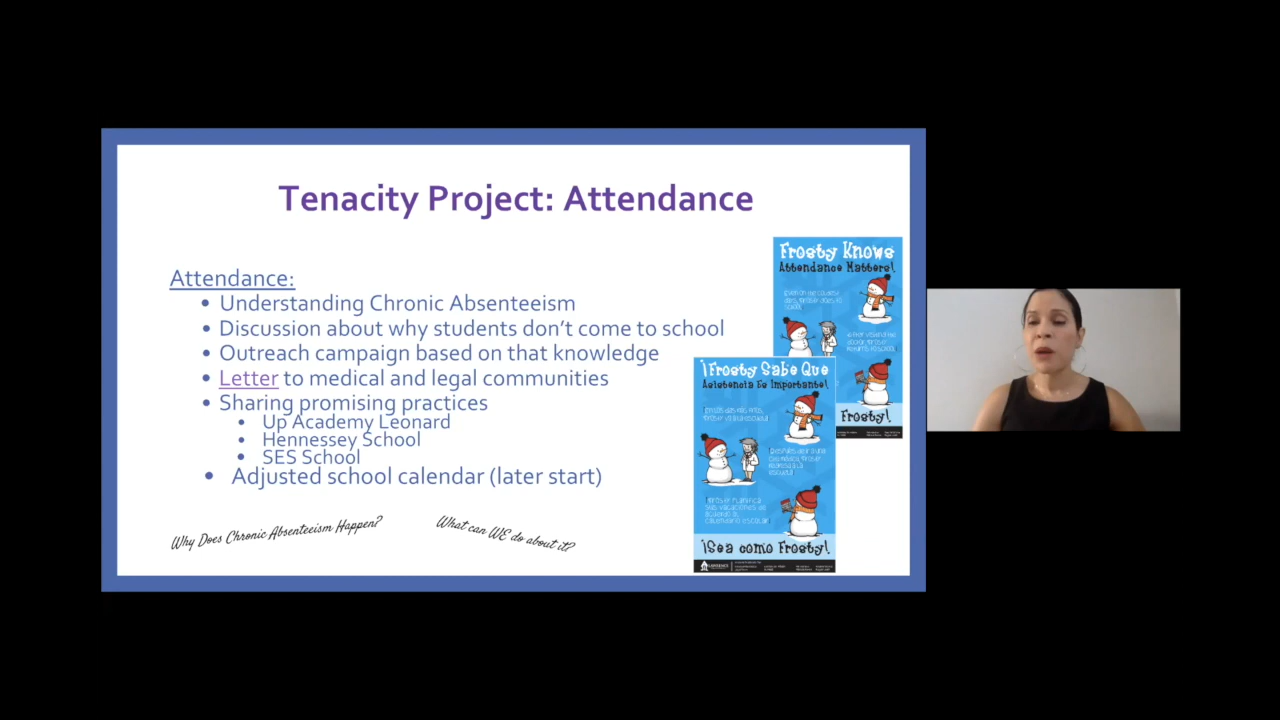 Tenacity Project: Attendance
Attendance:
• Understanding Chronic Absenteeism
• Discussion about why students don't come to school
• Outreach campaign based on that knowledge
• Letter to medical and legal communities
• Sharing promising practices
• Up Academy Leonard
• Hennessey School
• SES School
• Adjusted school calendar (later start)
Why Does Chronic Absenteeism Happen?
What can WE do about it?
Frosty Knows
Attendance Matters!
Frosty!
¡Frosty Sabe Que
Asistencia Es Importante!
¡Sea como Frosty!